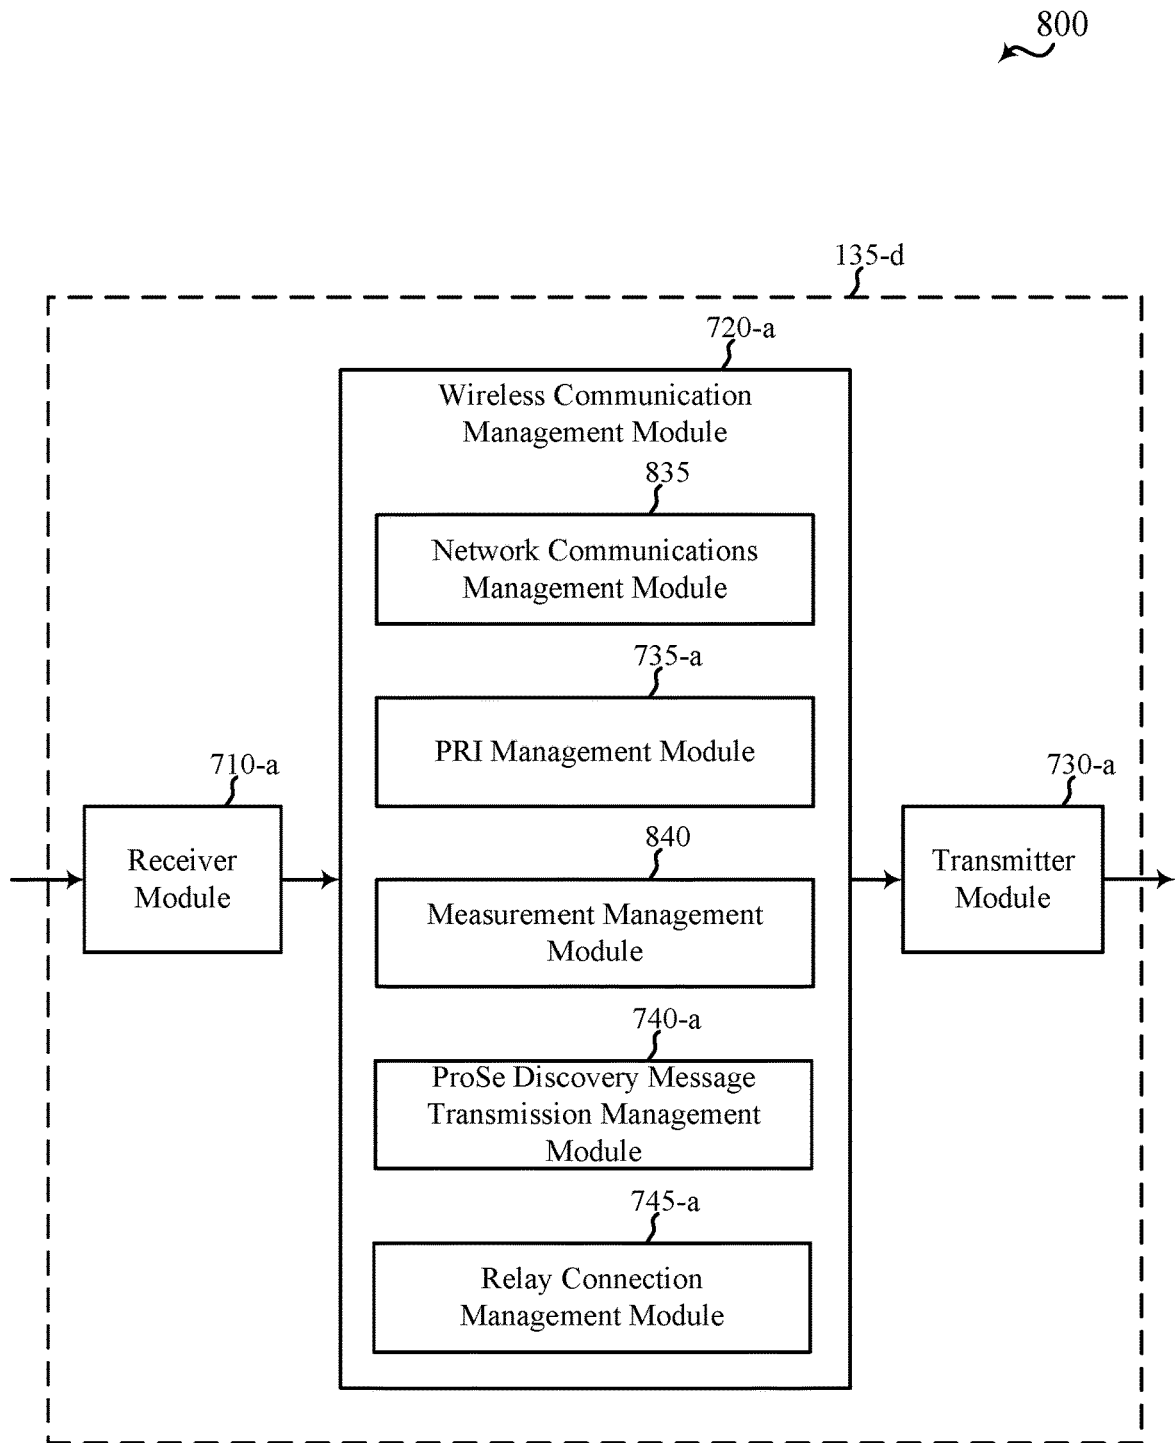 800
135-d
720-a
Wireless Communication
Management Module
835
Network Communications
Management Module
735-a
PRI Management Module
710-a
Receiver
Module
840
Measurement Management
Module
730-a
Transmitter
Module
740-a
ProSe Discovery Message
Transmission Management
Module
745-a
Relay Connection
Management Module